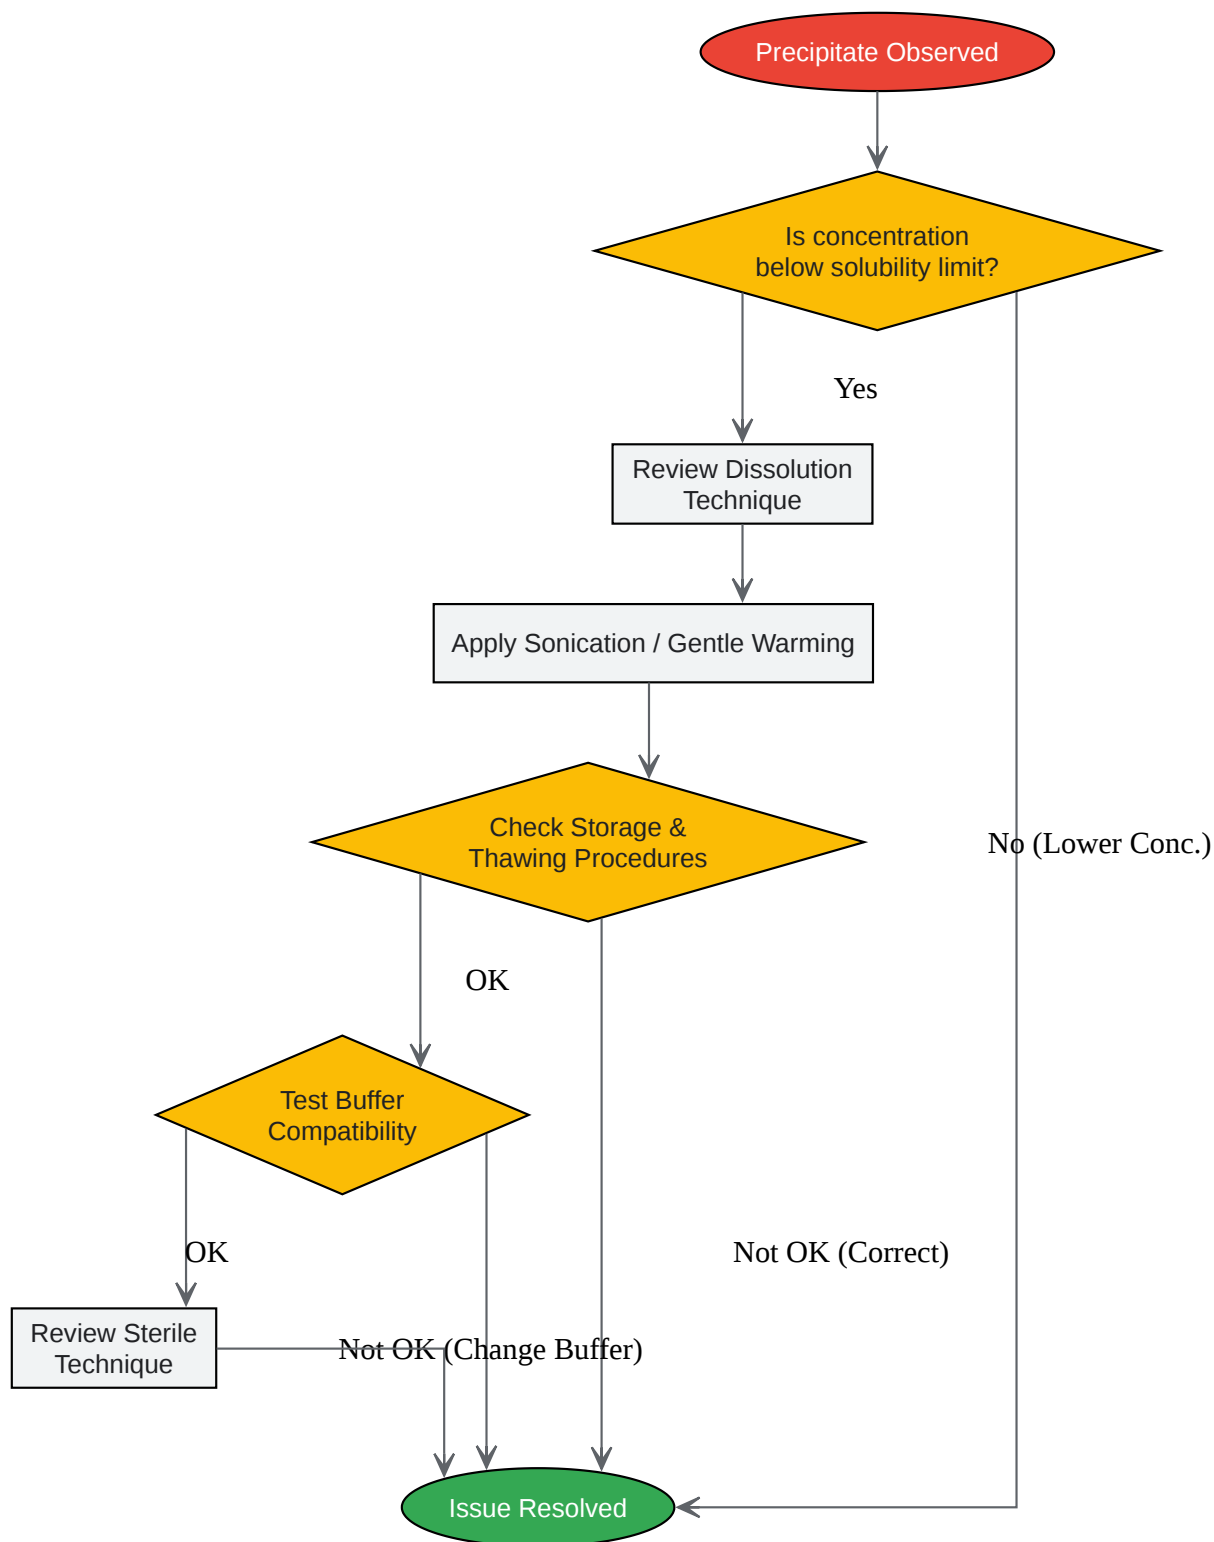 Precipitate Observed
Is concentration
below solubility limit?
Yes
Review Dissolution
Technique
Apply Sonication / Gentle Warming
Check Storage &
Thawing Procedures
No (Lower Conc.)
OK
Test Buffer
Compatibility
OK
Not OK (Correct)
Review Sterile
Technique
Not OK (Change Buffer)
Issue Resolved